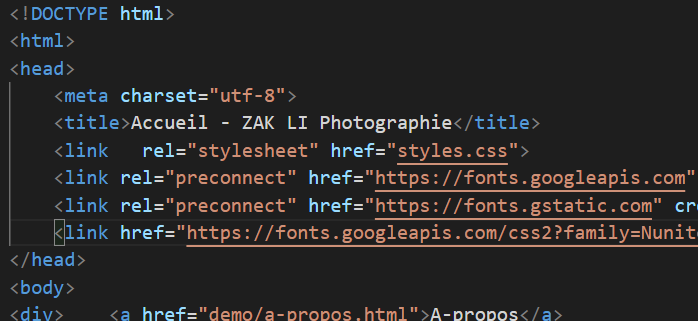 <!DOCTYPE html>
<html>
<head>
    <meta charset="utf-8">
    <title>Accueil - ZAK LI Photographie</title>
    <link   rel="stylesheet" href="styles.css">
    <link rel="preconnect" href="https://fonts.googleapis.com"
    <link rel="preconnect" href="https://fonts.gstatic.com" cr
    <link href="https://fonts.googleapis.com/css2?family=Nunit
</head>
<body>
<div>    <a href="demo/a-propos.html">A-propos</a>